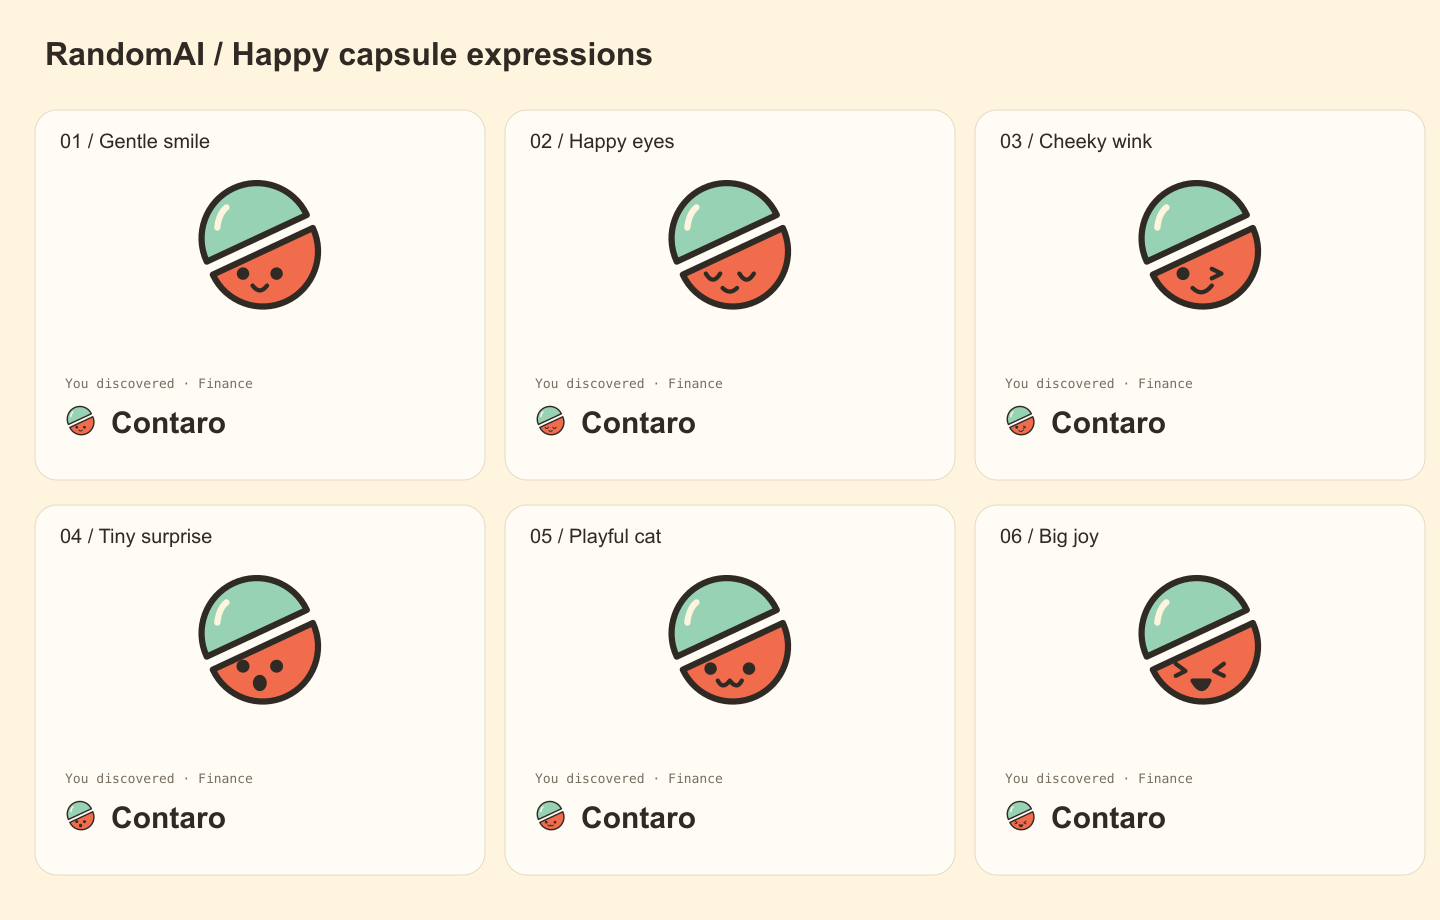 RandomAI / Happy capsule expressions
01 / Gentle smile
You discovered · Finance
Contaro
02 / Happy eyes
You discovered · Finance
Contaro
03 / Cheeky wink
You discovered · Finance
Contaro
04 / Tiny surprise
You discovered · Finance
Contaro
05 / Playful cat
You discovered · Finance
Contaro
06 / Big joy
You discovered · Finance
Contaro